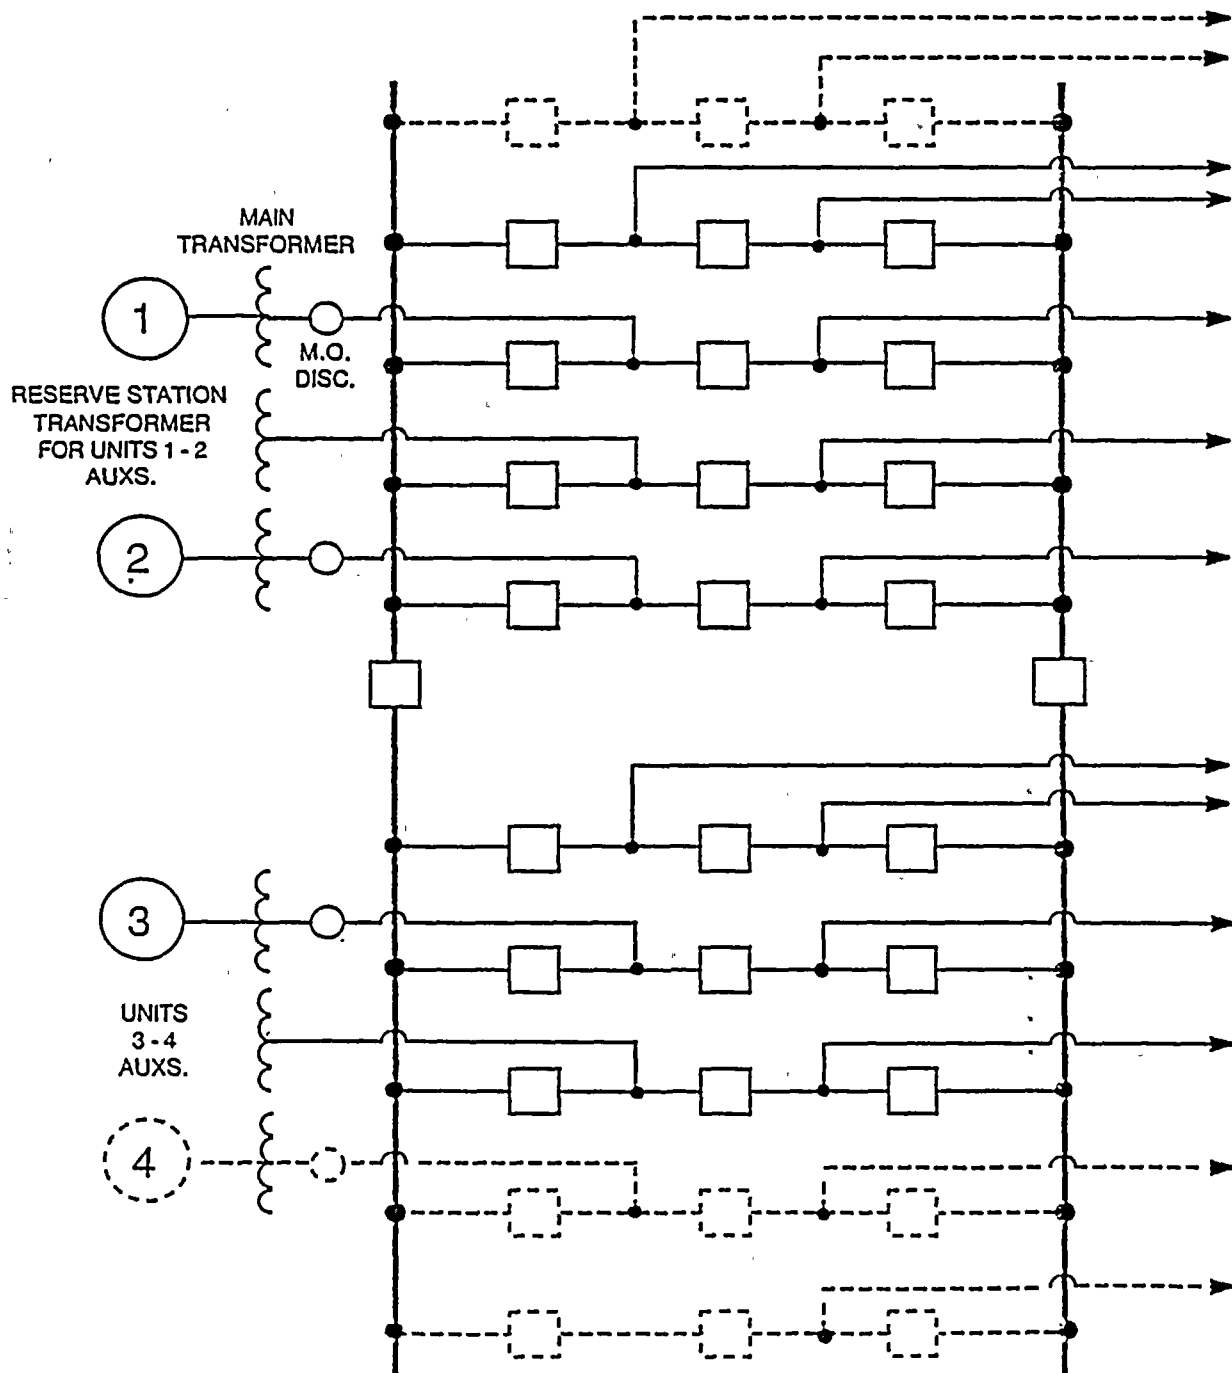 MAIN
TRANSFORMER
1
M.O.
DISC.
RESERVE STATION
TRANSFORMER
FOR UNITS 1 - 2
AUXS.
2
3
UNITS
3 - 4
AUXS.
4